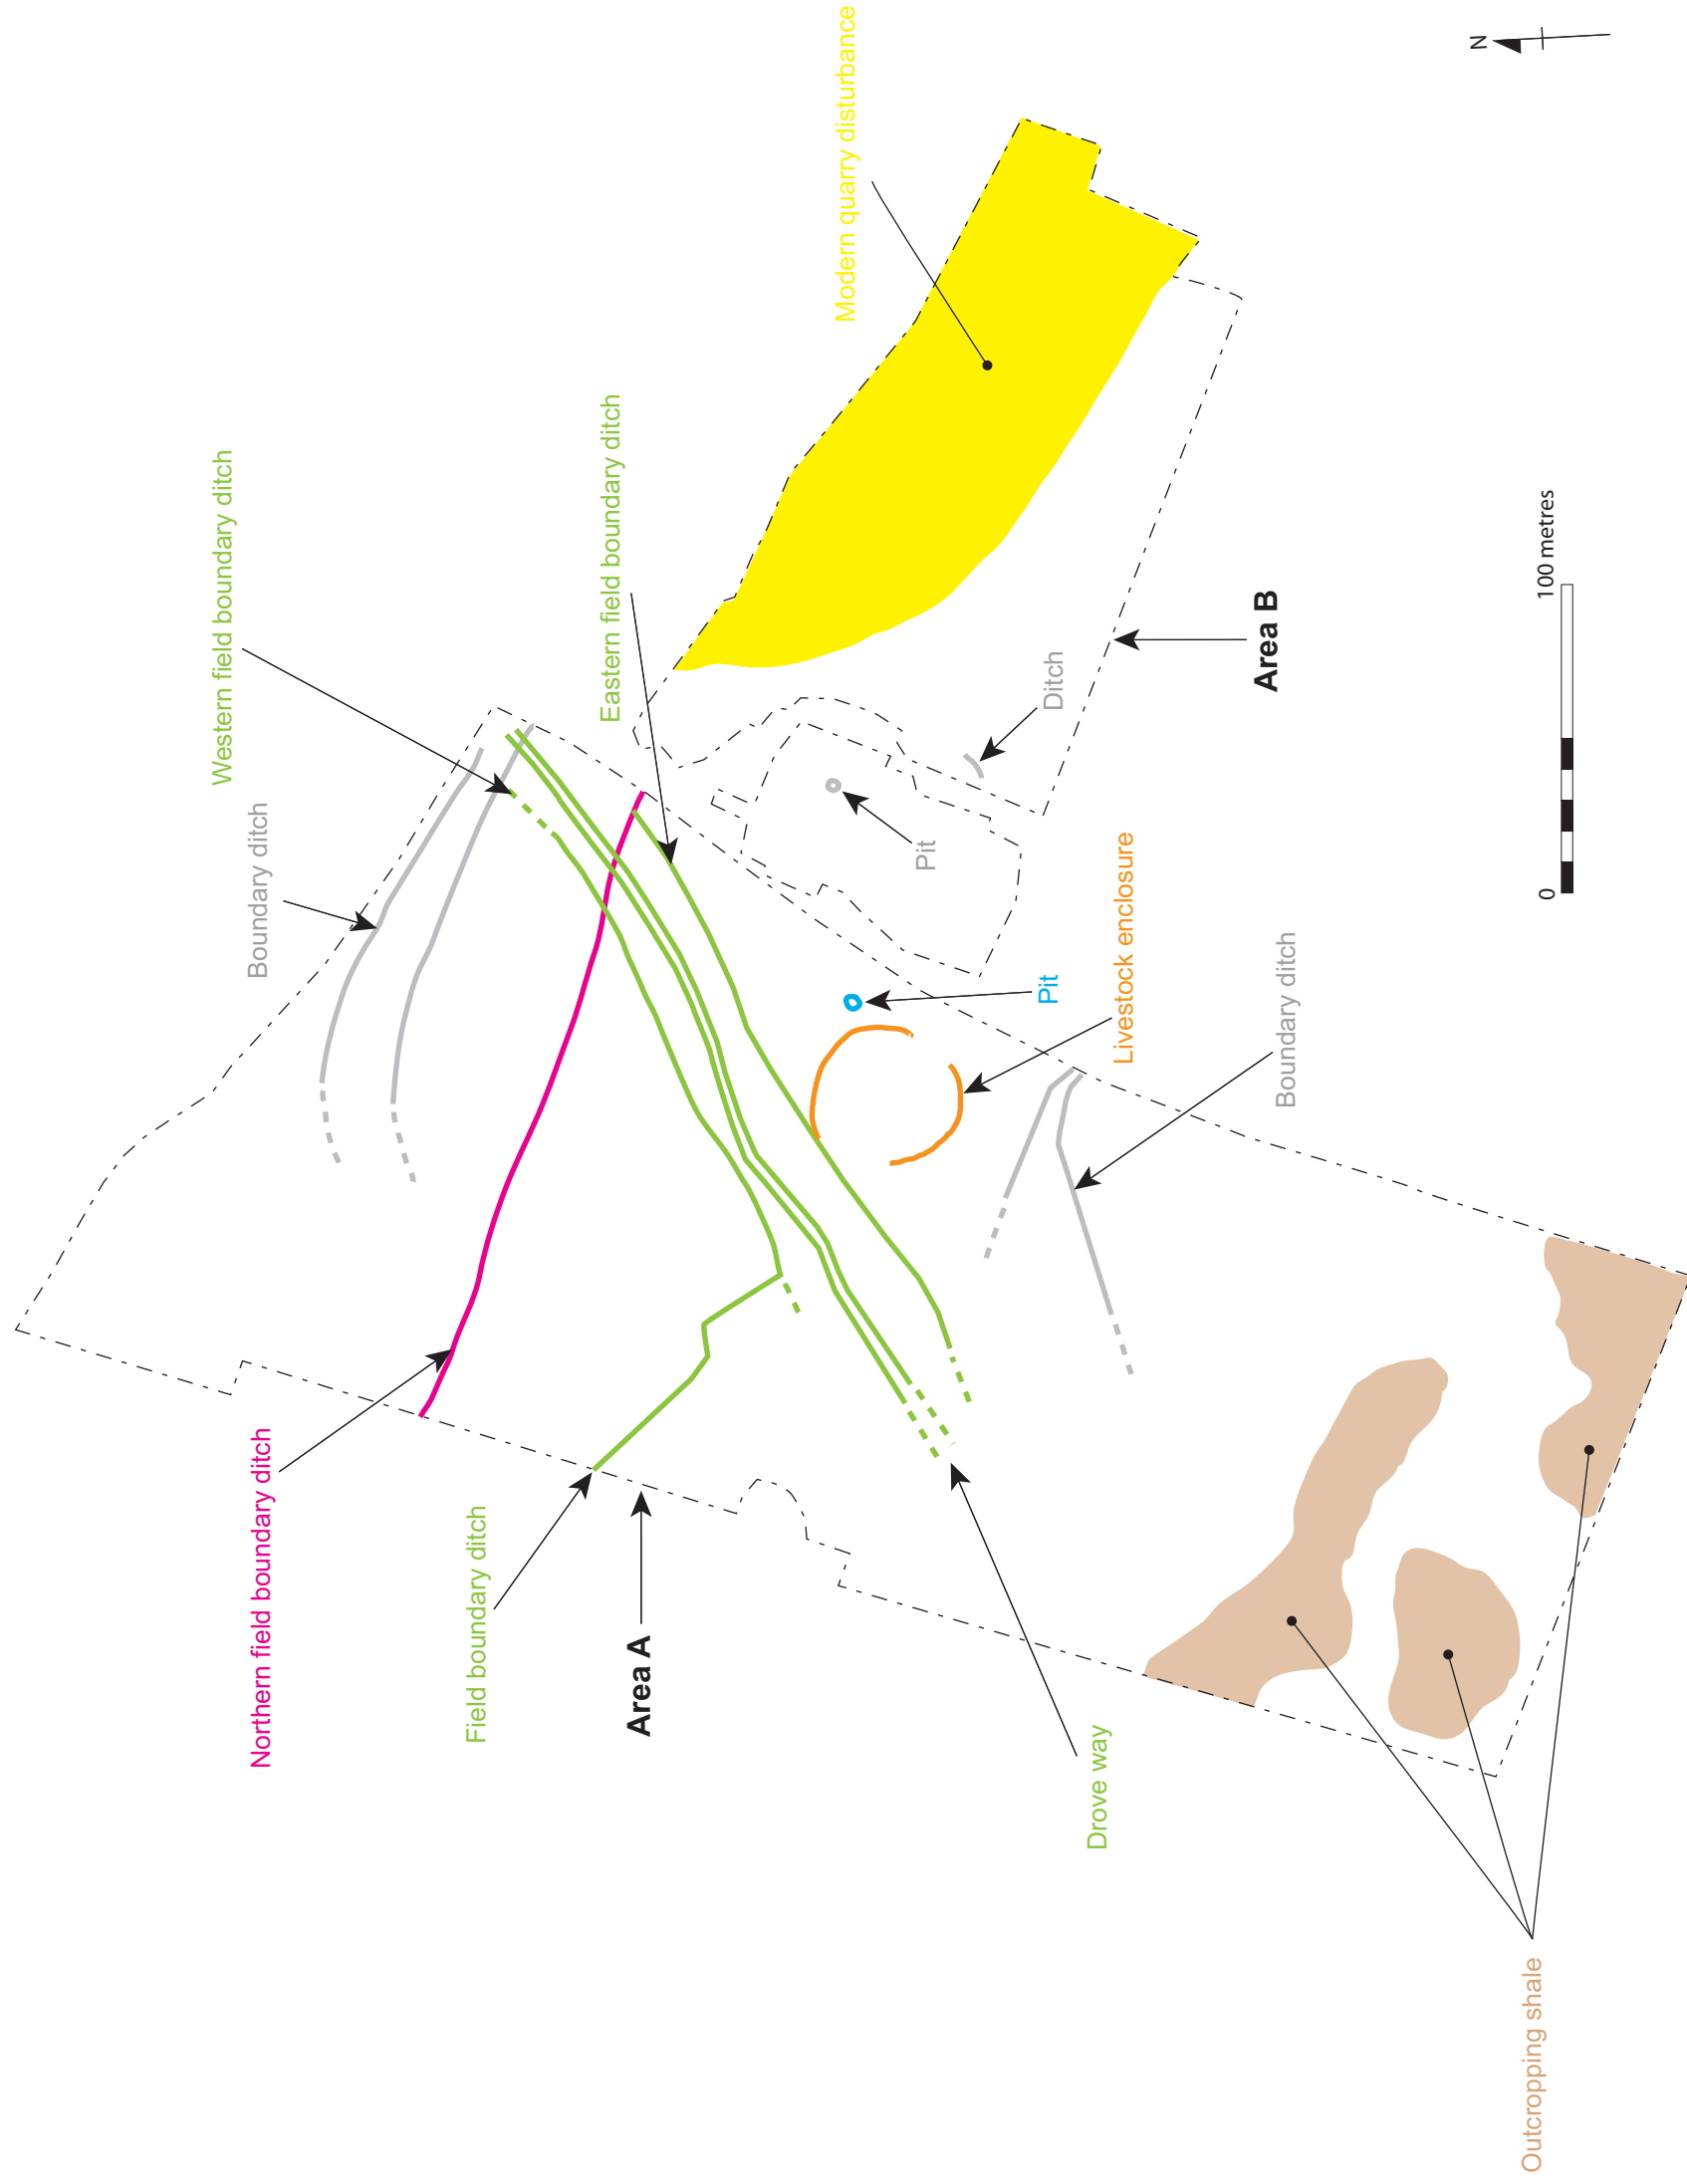 Northern field boundary ditch
Boundary ditch
Western field boundary ditch
Field boundary ditch
Area A
Eastern field boundary ditch
Modern quarry disturbance
Pit
Drove way
Pit
Ditch
Livestock enclosure
Area B
Boundary ditch
N
Outcropping shale
0
100 metres